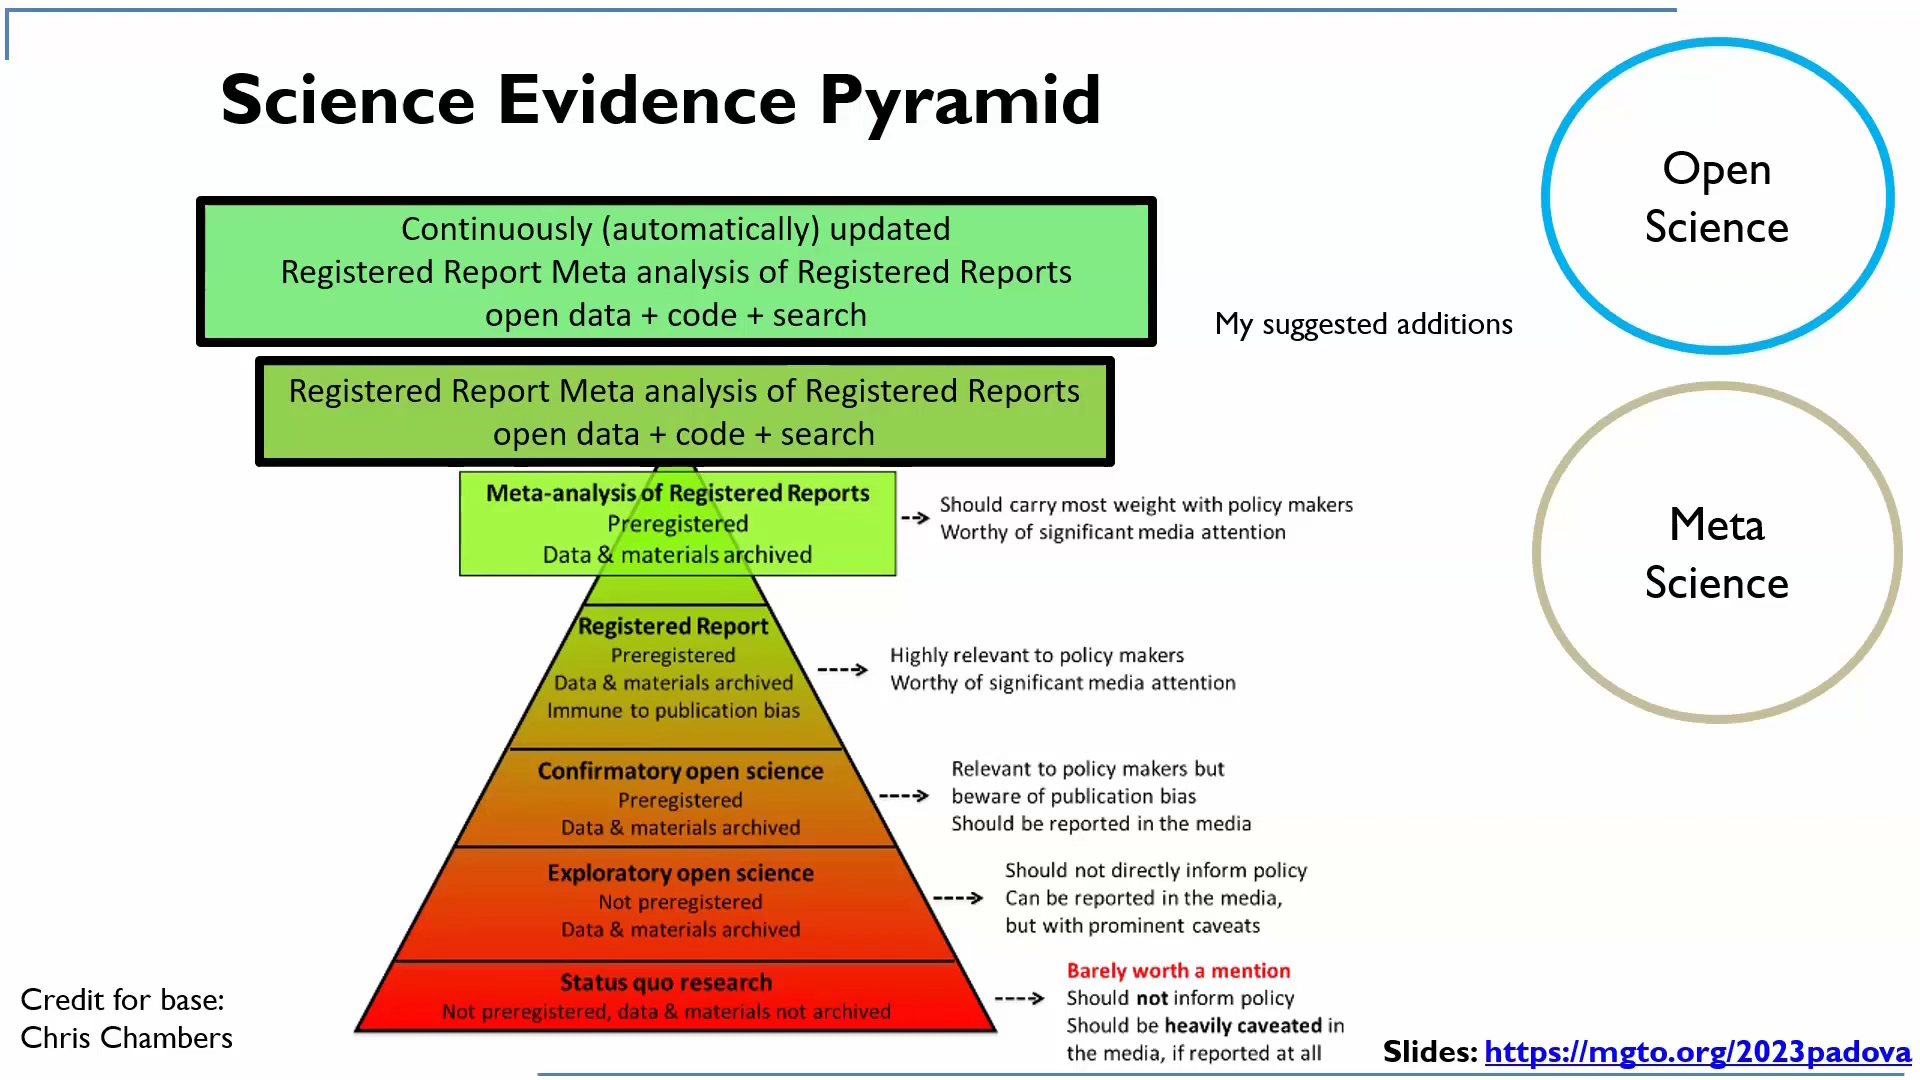 Science Evidence Pyramid
Continuously (automatically) updated
Registered Report Meta analysis of Registered Reports
open data + code + search
My suggested additions
Registered Report Meta analysis of Registered Reports
open data + code + search
Meta-analysis of Registered Reports
Preregistered
Data & materials archived
Should carry most weight with policy makers
Worthy of significant media attention
Registered Report
Preregistered
Data & materials archived
Immune to publication bias
Highly relevant to policy makers
Worthy of significant media attention
Confirmatory open science
Preregistered
Data & materials archived
Relevant to policy makers but
beware of publication bias
Should be reported in the media
Exploratory open science
Not preregistered
Data & materials archived
Should not directly inform policy
Can be reported in the media,
but with prominent caveats
Status quo research
Not preregistered, data & materials not archived
Barely worth a mention
Should not inform policy
Should be heavily caveated in
the media, if reported at all
Open
Science
Meta
Science
Credit for base:
Chris Chambers
Slides: https://mgto.org/2023padova